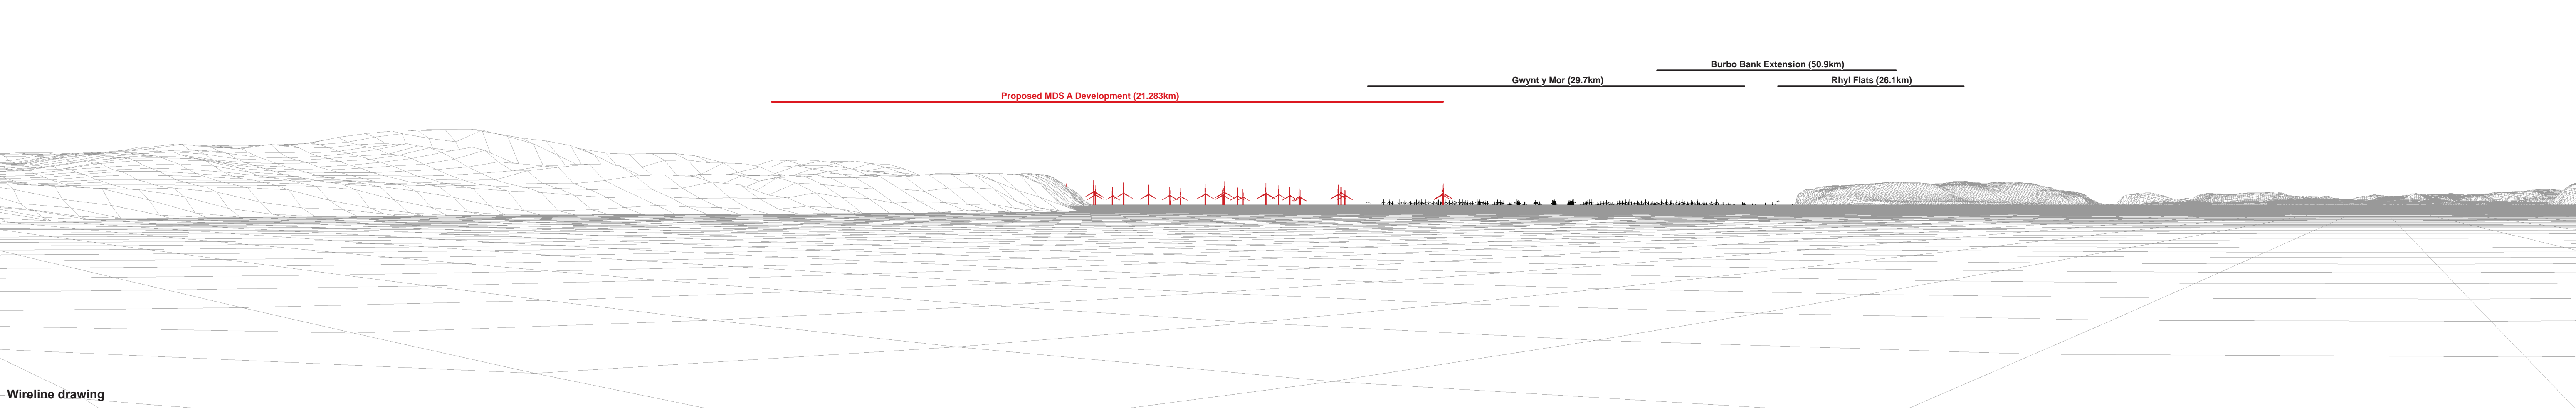 Burbo Bank Extension (50.9km)
Gwynt y Mor (29.7km)
Rhyl Flats (26.1km)
Proposed MDS A Development (21.283km)
Wireline drawing